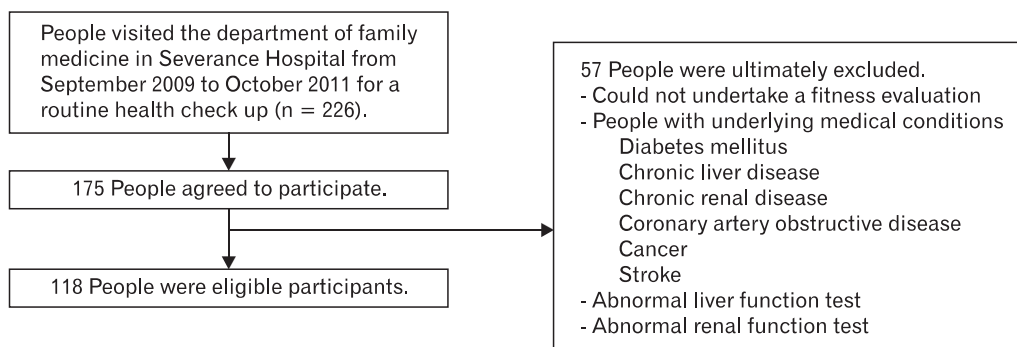 People visited the department of family
medicine in Severance Hospital from
September 2009 to October 2011 for a
routine health check up (n = 226).
175 People agreed to participate.
118 People were eligible participants.
57 People were ultimately excluded.
- Could not undertake a fitness evaluation
- People with underlying medical conditions
Diabetes mellitus
Chronic liver disease
Chronic renal disease
Coronary artery obstructive disease
Cancer
Stroke
- Abnormal liver function test
- Abnormal renal function test